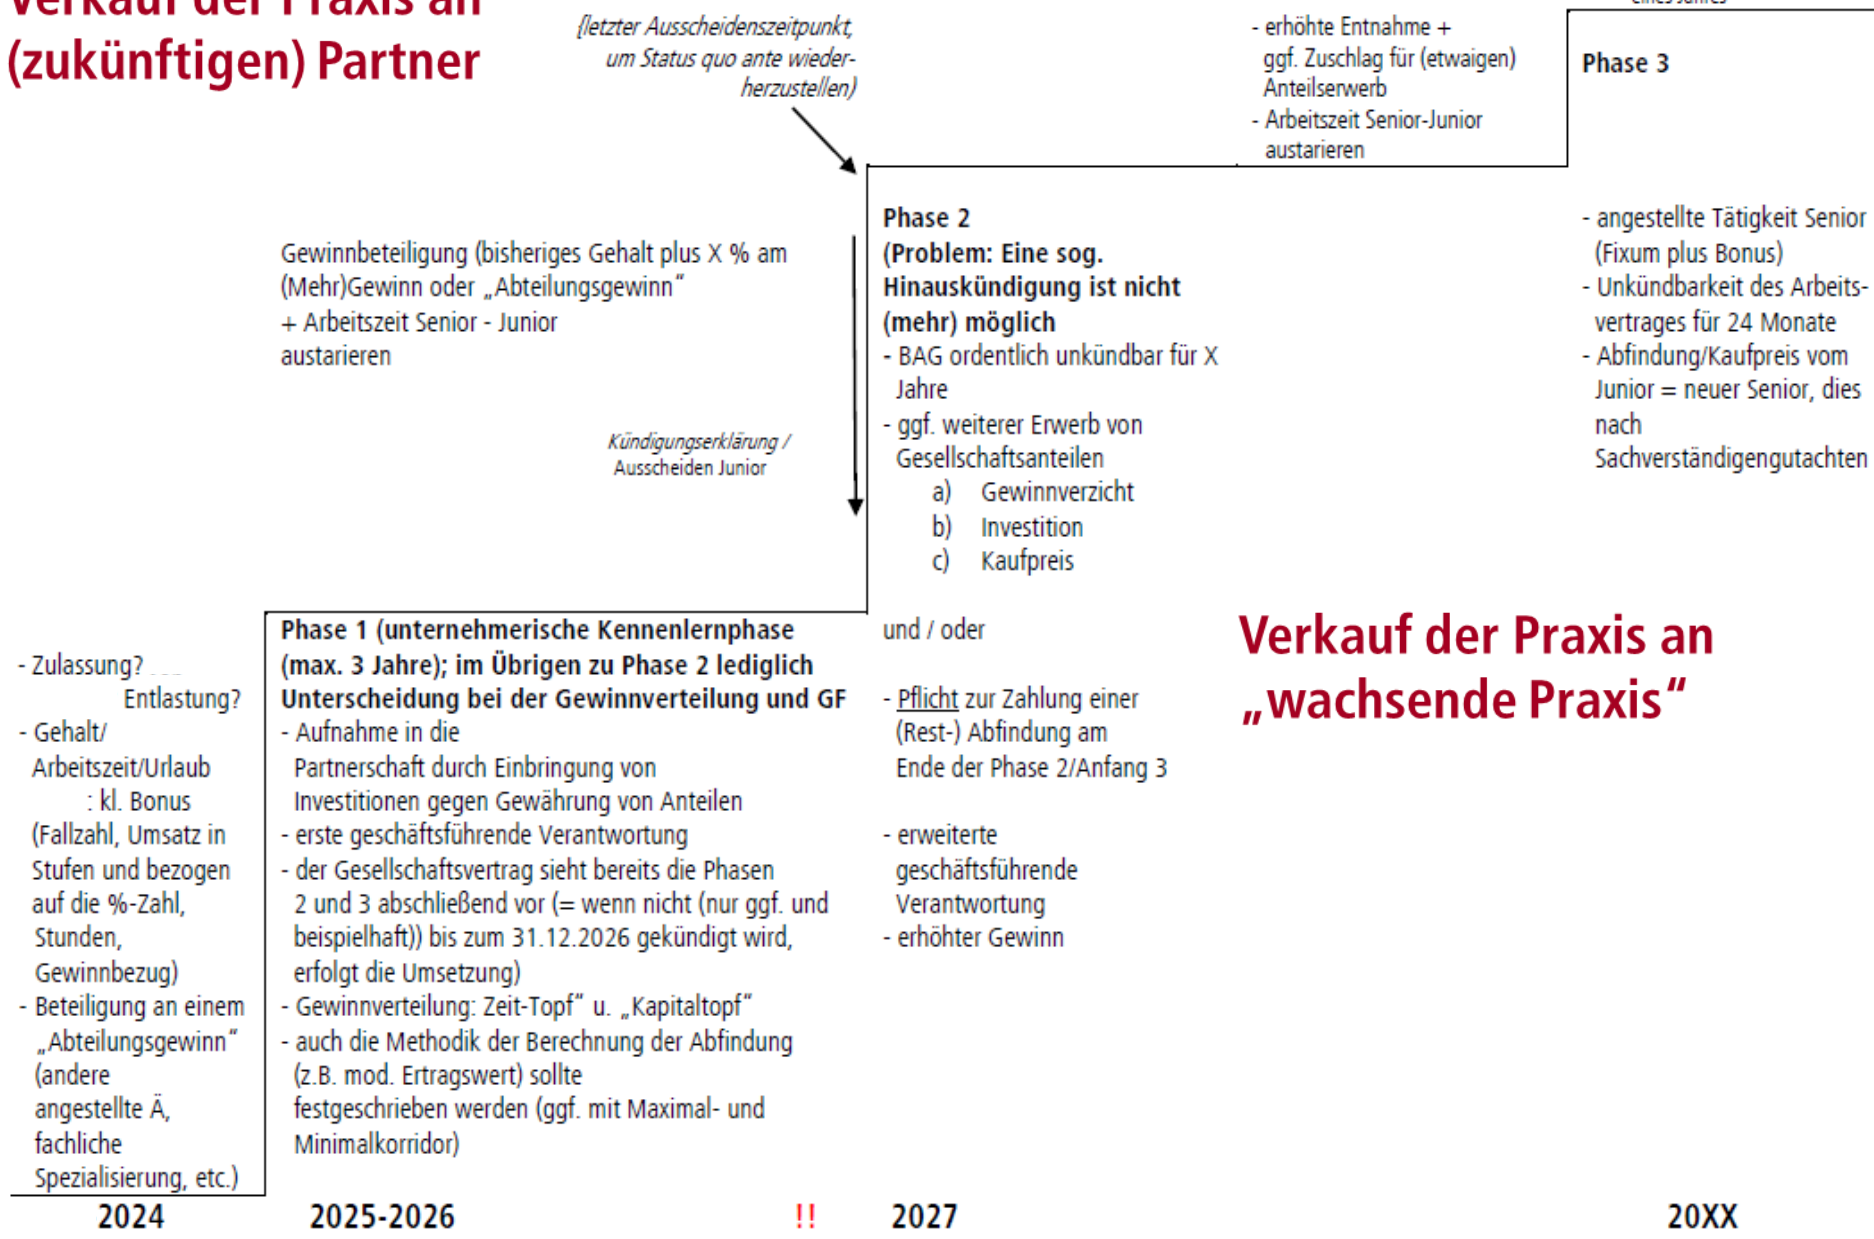 Verkauf der Praxis an
(zukünftigen) Partner
[letzter Ausscheidenszeitpunkt,
um Status quo ante wieder-
herzustellen)
- erhöhte Entnahme +
ggf. Zuschlag für (etwaigen)
Anteilserwerb
- Arbeitszeit Senior-Junior
austarieren
eines Jahres
Phase 3
Gewinnbeteiligung (bisheriges Gehalt plus X % am
(Mehr)Gewinn oder „Abteilungsgewinn"
+ Arbeitszeit Senior - Junior
austarieren
Kündigungserklärung /
Ausscheiden Junior
Phase 2
(Problem: Eine sog.
Hinauskündigung ist nicht
(mehr) möglich
- BAG ordentlich unkündbar für X
Jahre
- ggf. weiterer Erwerb von
Gesellschaftsanteilen
a) Gewinnverzicht
b) Investition
c) Kaufpreis
und / oder
- Pflicht zur Zahlung einer
(Rest-) Abfindung am
Ende der Phase 2/Anfang 3
- erweiterte
geschäftsführende
Verantwortung
- erhöhter Gewinn
- angestellte Tätigkeit Senior
(Fixum plus Bonus)
- Unkündbarkeit des Arbeits-
vertrages für 24 Monate
- Abfindung/Kaufpreis vom
Junior = neuer Senior, dies
nach
Sachverständigengutachten
Verkauf der Praxis an
„wachsende Praxis“
- Zulassung?
Entlastung?
- Gehalt/
Arbeitszeit/Urlaub
: kl. Bonus
(Fallzahl, Umsatz in
Stufen und bezogen
auf die %-Zahl,
Stunden,
Gewinnbezug)
- Beteiligung an einem
„Abteilungsgewinn"
(andere
angestellte Ä,
fachliche
Spezialisierung, etc.)
Phase 1 (unternehmerische Kennenlernphase
(max. 3 Jahre); im Übrigen zu Phase 2 lediglich
Unterscheidung bei der Gewinnverteilung und GF
- Aufnahme in die
Partnerschaft durch Einbringung von
Investitionen gegen Gewährung von Anteilen
- erste geschäftsführende Verantwortung
- der Gesellschaftsvertrag sieht bereits die Phasen
2 und 3 abschließend vor (= wenn nicht (nur ggf. und
beispielhaft)) bis zum 31.12.2026 gekündigt wird,
erfolgt die Umsetzung)
- Gewinnverteilung: Zeit-Topf" u. „Kapitaltopf"
- auch die Methodik der Berechnung der Abfindung
(z.B. mod. Ertragswert) sollte
festgeschrieben werden (ggf. mit Maximal- und
Minimalkorridor)
2024
2025-2026
!!
2027
20XX